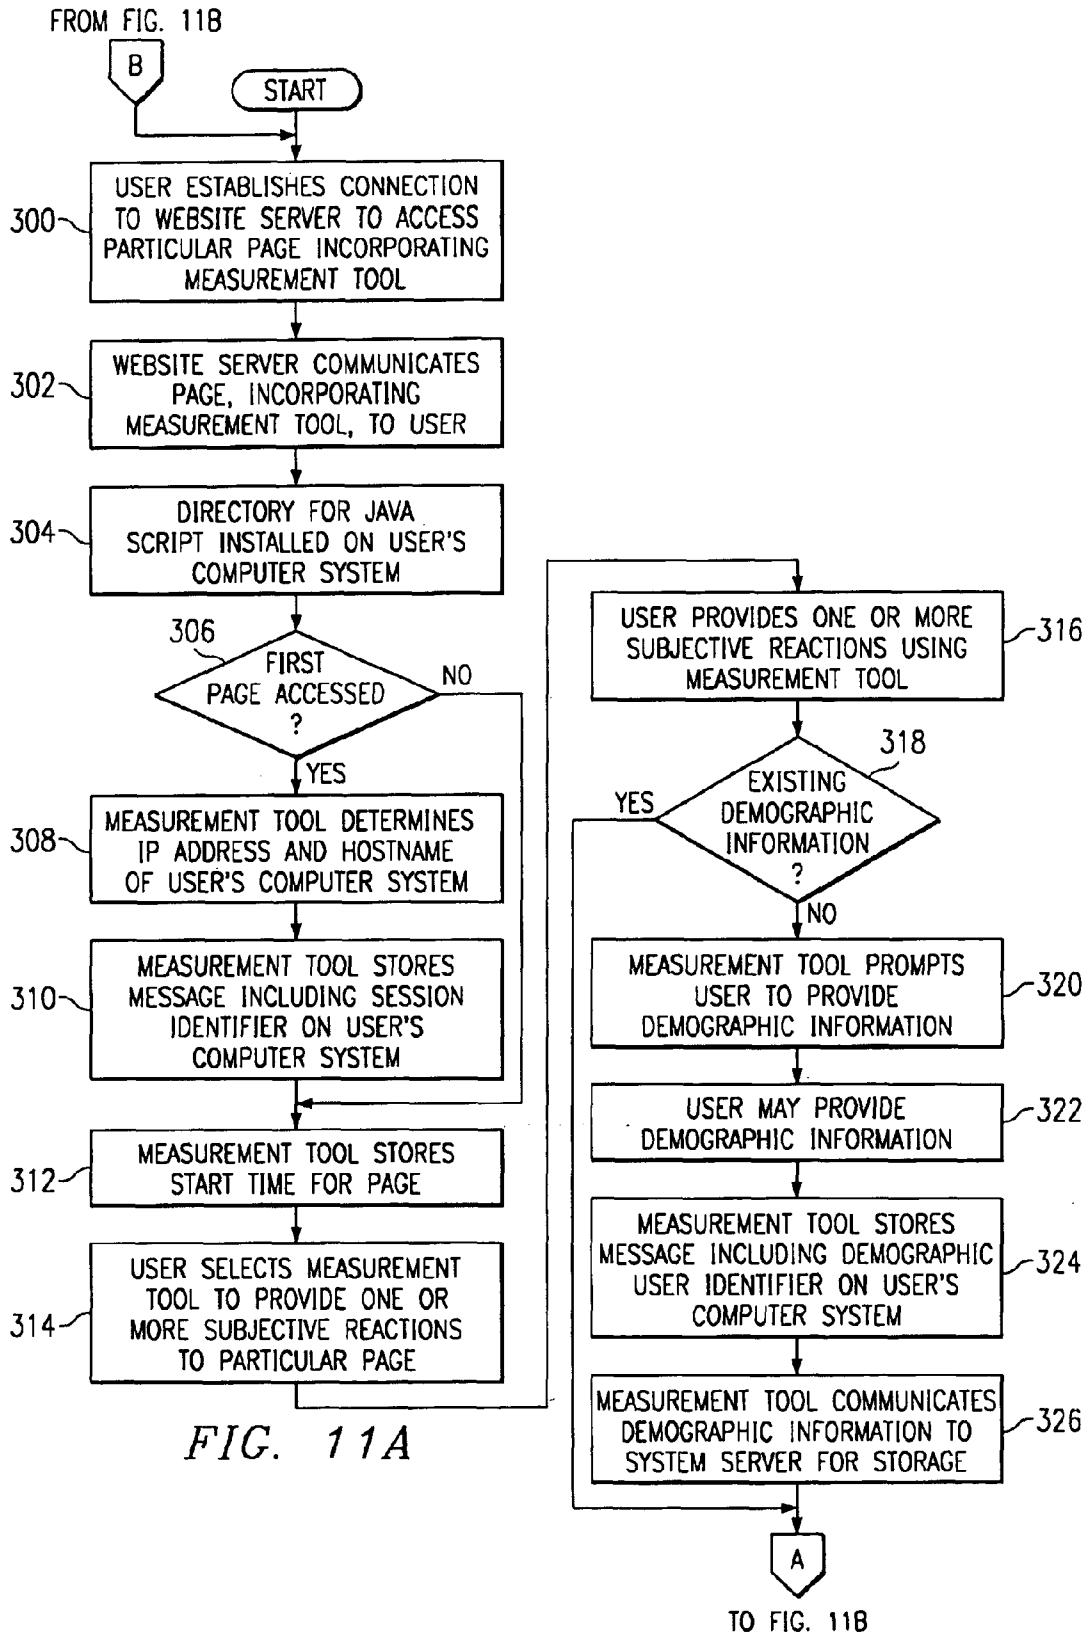 FROM FIG. 11B
B
START
300
USER ESTABLISHES CONNECTION
TO WEBSITE SERVER TO ACCESS
PARTICULAR PAGE INCORPORATING
MEASUREMENT TOOL
302
WEBSITE SERVER COMMUNICATES
PAGE, INCORPORATING
MEASUREMENT TOOL, TO USER
304
DIRECTORY FOR JAVA
SCRIPT INSTALLED ON USER'S
COMPUTER SYSTEM
306
FIRST
PAGE ACCESSED
?
NO
YES
308
MEASUREMENT TOOL DETERMINES
IP ADDRESS AND HOSTNAME
OF USER'S COMPUTER SYSTEM
310
MEASUREMENT TOOL STORES
MESSAGE INCLUDING SESSION
IDENTIFIER ON USER'S
COMPUTER SYSTEM
312
MEASUREMENT TOOL STORES
START TIME FOR PAGE
314
USER SELECTS MEASUREMENT
TOOL TO PROVIDE ONE OR
MORE SUBJECTIVE REACTIONS
TO PARTICULAR PAGE
FIG. 11A
USER PROVIDES ONE OR MORE
SUBJECTIVE REACTIONS USING
MEASUREMENT TOOL
316
318
EXISTING
DEMOGRAPHIC
INFORMATION
?
YES
NO
MEASUREMENT TOOL PROMPTS
USER TO PROVIDE
DEMOGRAPHIC INFORMATION
320
USER MAY PROVIDE
DEMOGRAPHIC INFORMATION
322
MEASUREMENT TOOL STORES
MESSAGE INCLUDING DEMOGRAPHIC
USER IDENTIFIER ON USER'S
COMPUTER SYSTEM
324
MEASUREMENT TOOL COMMUNICATES
DEMOGRAPHIC INFORMATION TO
SYSTEM SERVER FOR STORAGE
326
A
TO FIG. 11B